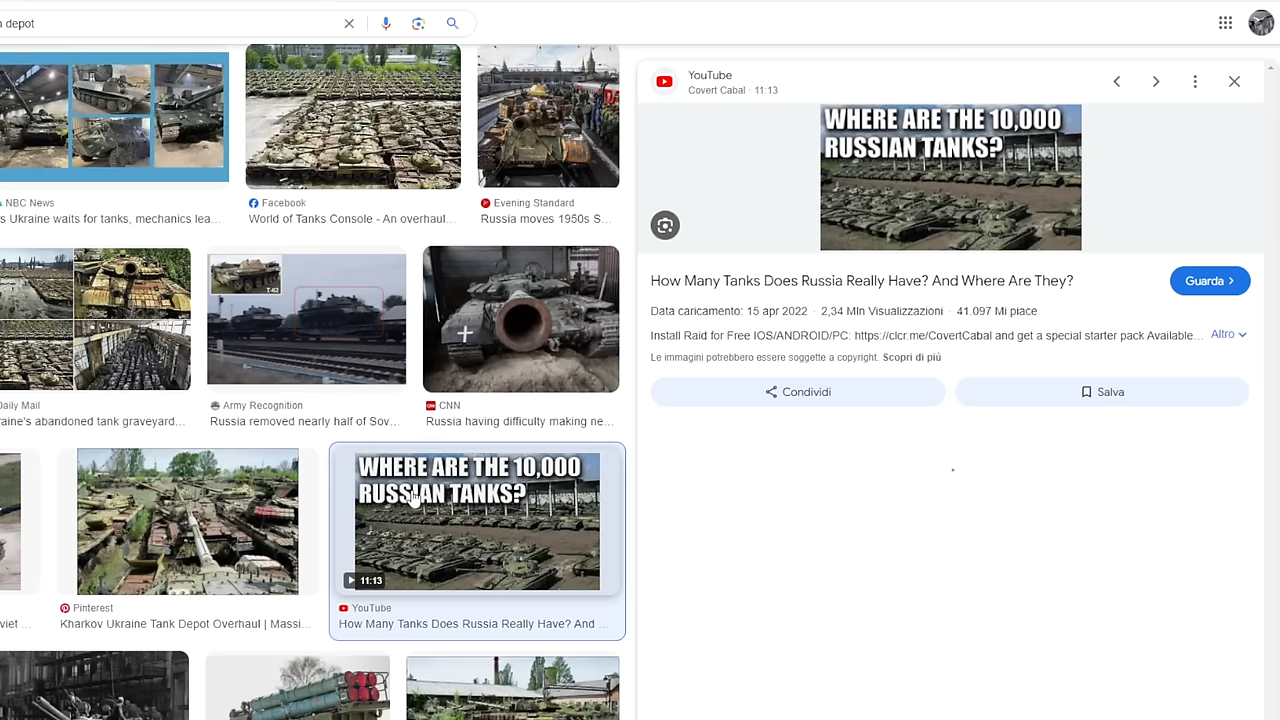 depot
NBC News
s Ukraine waits for tanks, mechanics lea...
Facebook
World of Tanks Console - An overhaul...
Evening Standard
Russia moves 1950s S...
T-62
Daily Mail
raine's abandoned tank graveyard...
Army Recognition
Russia removed nearly half of Sov...
CNN
Russia having difficulty making ne...
viet ...
Pinterest
Kharkov Ukraine Tank Depot Overhaul | Massi...
WHERE ARE THE 10,000
RUSSIAN TANKS?
11:13
YouTube
How Many Tanks Does Russia Really Have? And ...
YouTube
Covert Cabal · 11:13
WHERE ARE THE 10,000
RUSSIAN TANKS?
How Many Tanks Does Russia Really Have? And Where Are They?
Guarda
Data caricamento: 15 apr 2022 · 2,34 Mln Visualizzazioni · 41.097 Mi piace
Install Raid for Free IOS/ANDROID/PC: https://clcr.me/CovertCabal and get a special starter pack Available... Altro
Le immagini potrebbero essere soggette a copyright. Scopri di più
Condividi
Salva